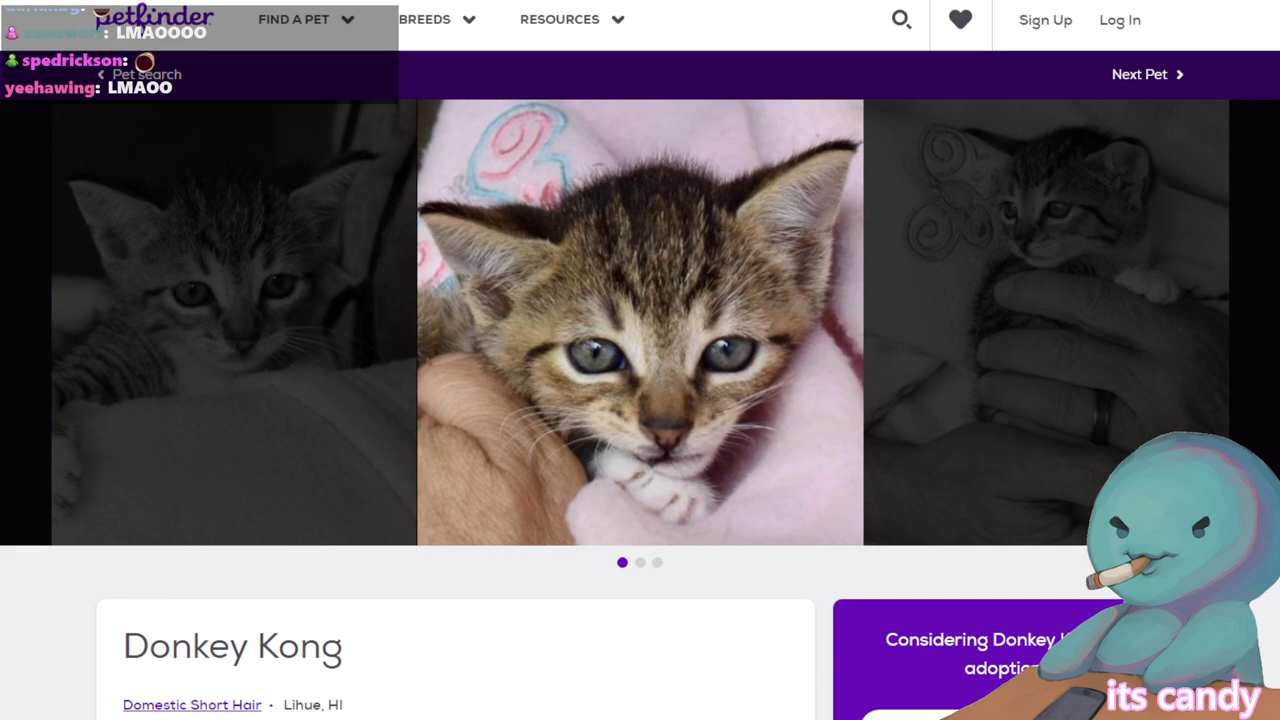 petfinder
FIND A PET
BREEDS
RESOURCES
Sign Up
Log In
: LMAOOOO
spedrickson:
Pet search
yeehawing: LMAOO
Next Pet
Donkey Kong
Domestic Short Hair • Lihue, HI
Considering Donkey
its candy